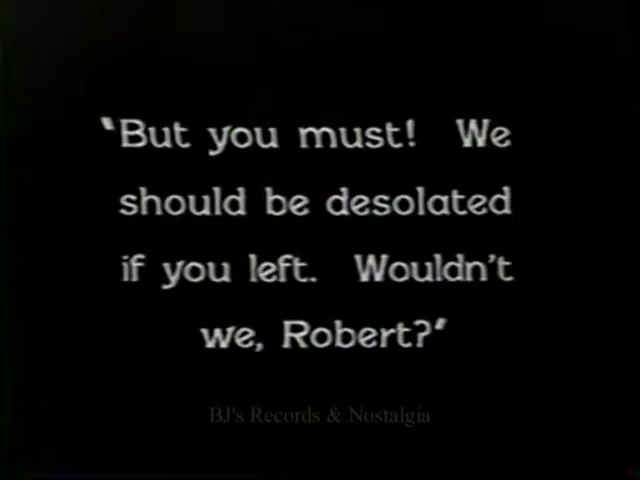 "But you must! We
should be desolated
if you left. Wouldn't
we, Robert?"
BJ's Records & Nostalgia